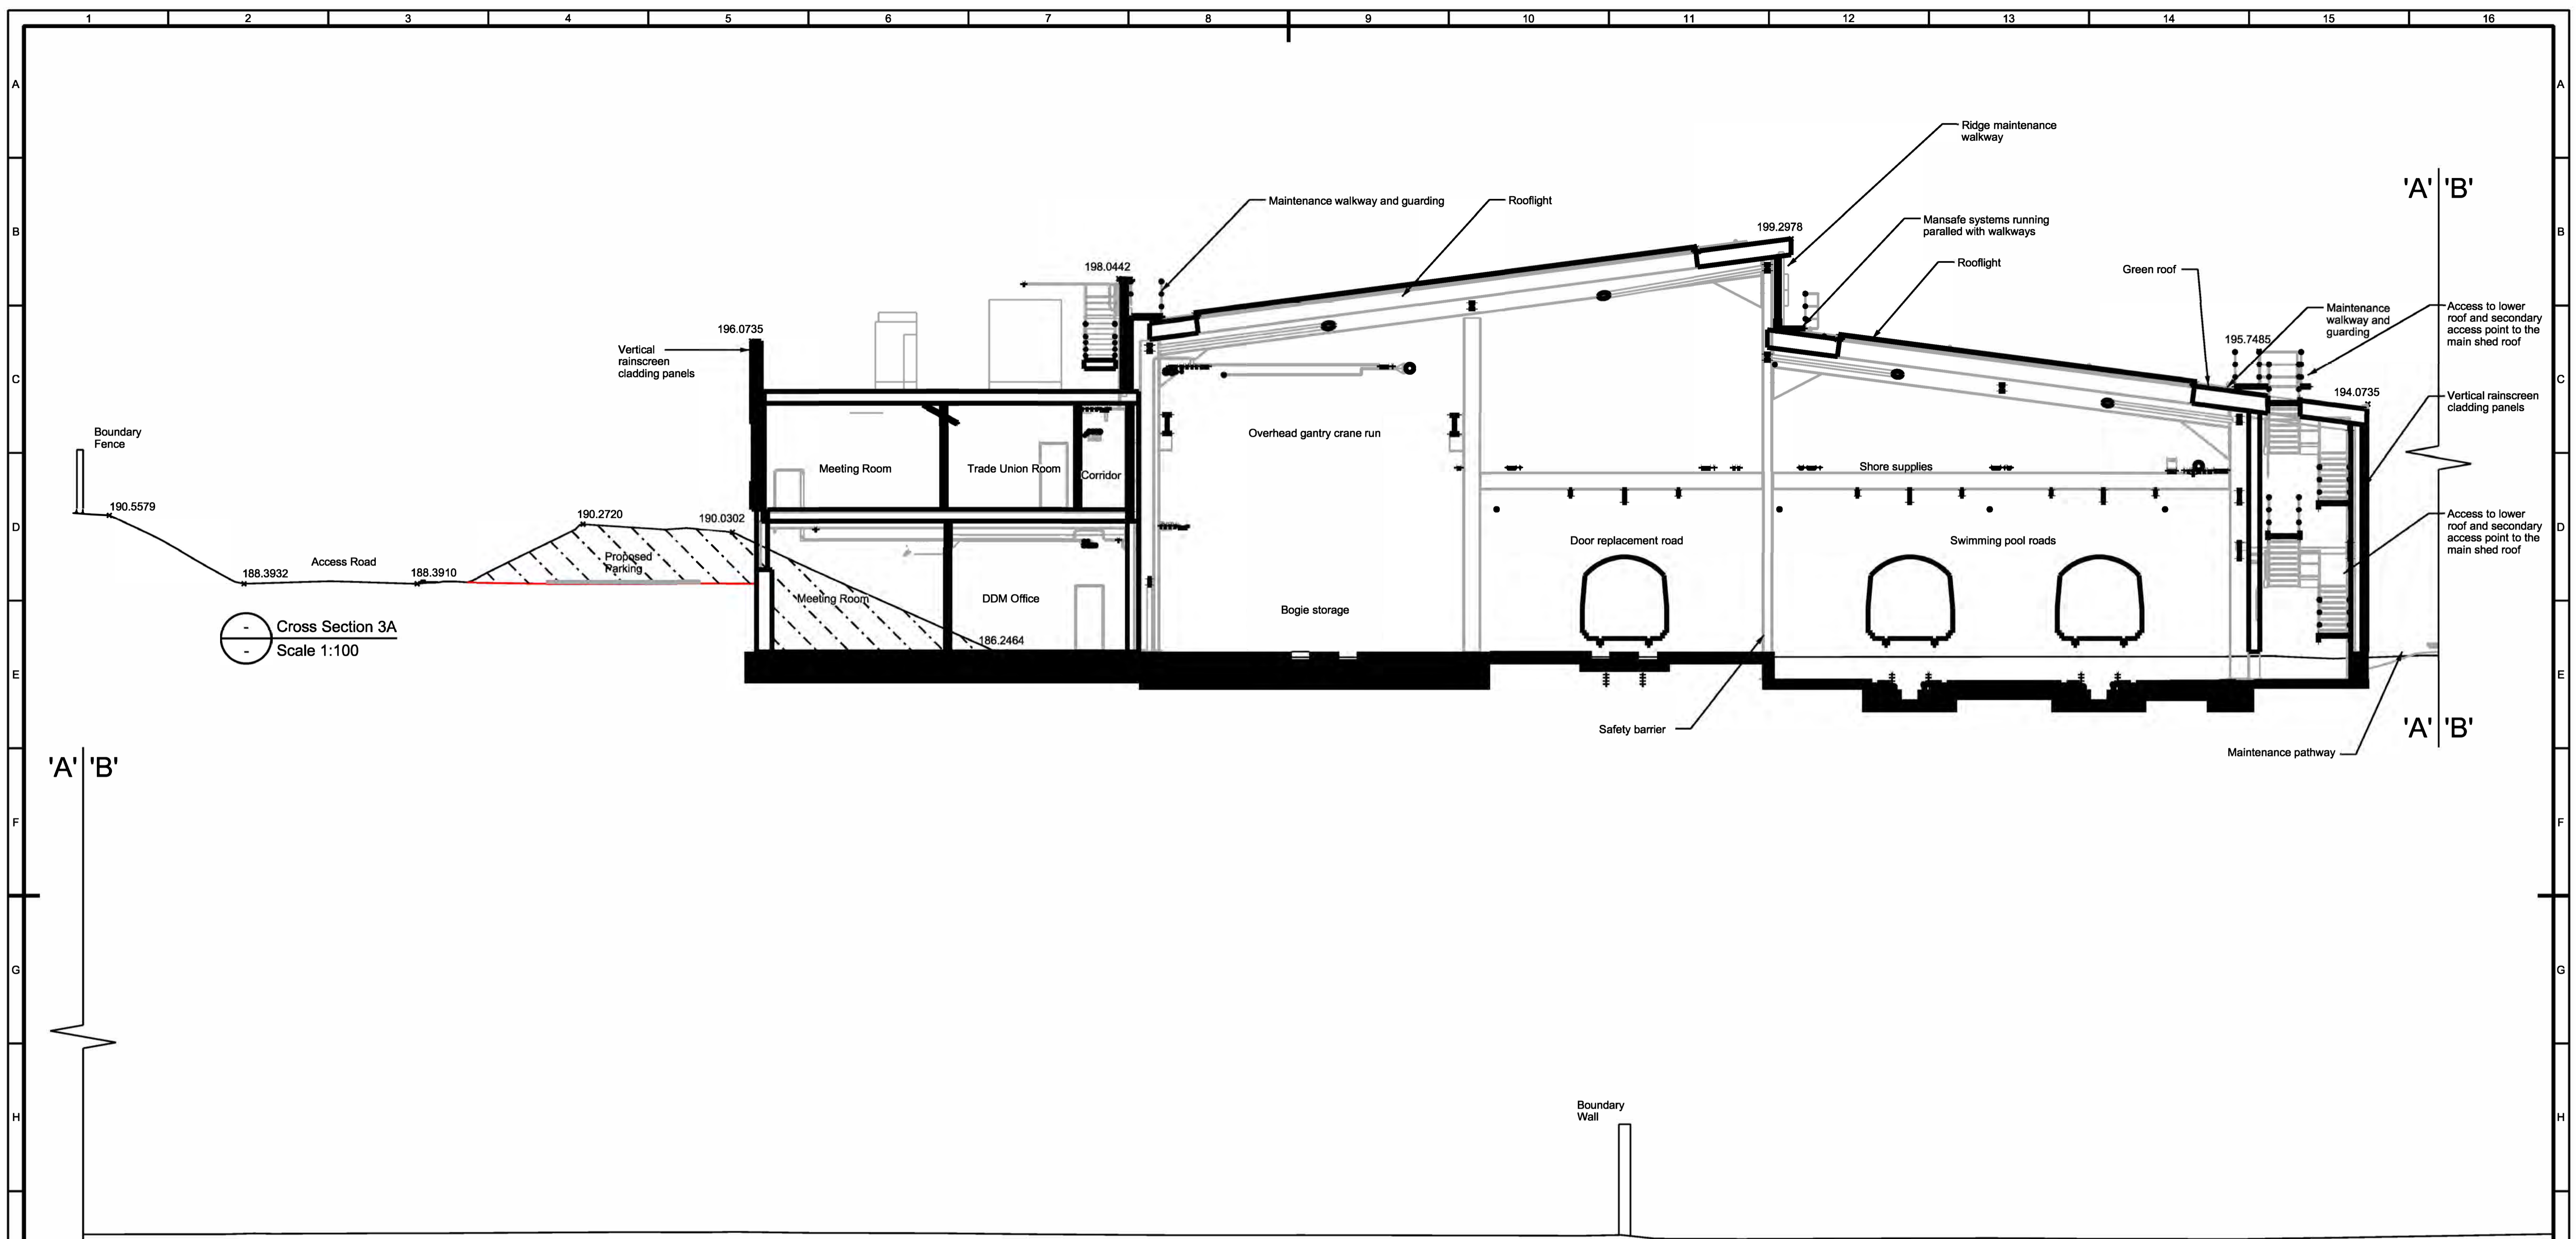 1 2 3 4 5 6 7 8 9 10 11 12 13 14 15 16
A
A
B
B
C
C
D
D
E
E
F
F
G
G
H
H
Ridge maintenance
walkway
'A' 'B'
Maintenance walkway and guarding
Rooflight
Mansafe systems running
paralled with walkways
199.2978
198.0442
Rooflight
Green roof
Maintenance
walkway and
guarding
Access to lower
roof and secondary
access point to the
main shed roof
196.0735
Vertical
rainscreen
cladding panels
195.7485
194.0735
Vertical rainscreen
cladding panels
Boundary
Fence
Overhead gantry crane run
Meeting Room
Trade Union Room
Corridor
Shore supplies
190.5579
190.2720
190.0302
Access to lower
roof and secondary
access point to the
main shed roof
Access Road
Proposed
Parking
188.3932
188.3910
Door replacement road
Swimming pool roads
Meeting Room
DDM Office
Bogie storage
186.2464
-
Cross Section 3A
-
Scale 1:100
Safety barrier
'A' 'B'
Maintenance pathway
'A' 'B'
Boundary
Wall